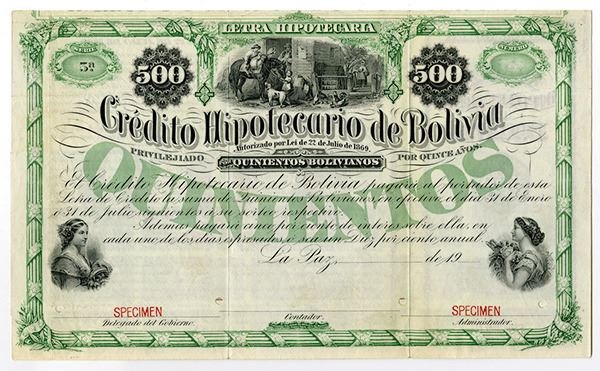 LETRA HIPOTECARIA
SERIE
NUMERO
3ª
500
500
Crédito Hipotecario de Bolivia
Autorizado por Lei de 22 de Julio de 1869.
PRIVILEJIADO
POR QUINCE AÑOS.
QUINIENTOS BOLIVIANOS
QUINIENTOS
El Crédito Hipotecario de Bolivia pagará al portador de esta
Letra de Crédito la suma de Quinientos Bolivianos en efectivo, el dia 31 de Enero
o 31 de Julio siguientes a su sorteo respectivo.
Ademas pagará cinco por ciento de interes sobre ella, en
cada uno de los dias espresados o sea un Diez por ciento anual.
La Paz, de 19
SPECIMEN
SPECIMEN
Delegado del Gobierno.
Contador.
Administrador.